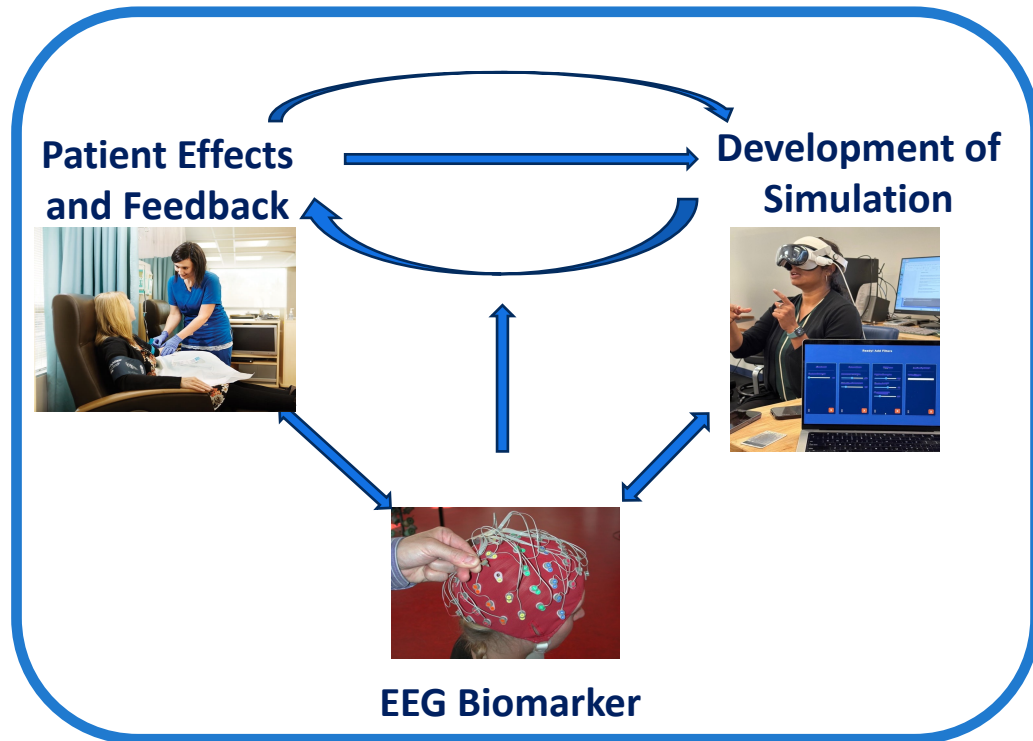 Patient Effects
and Feedback
Development of
Simulation
EEG Biomarker